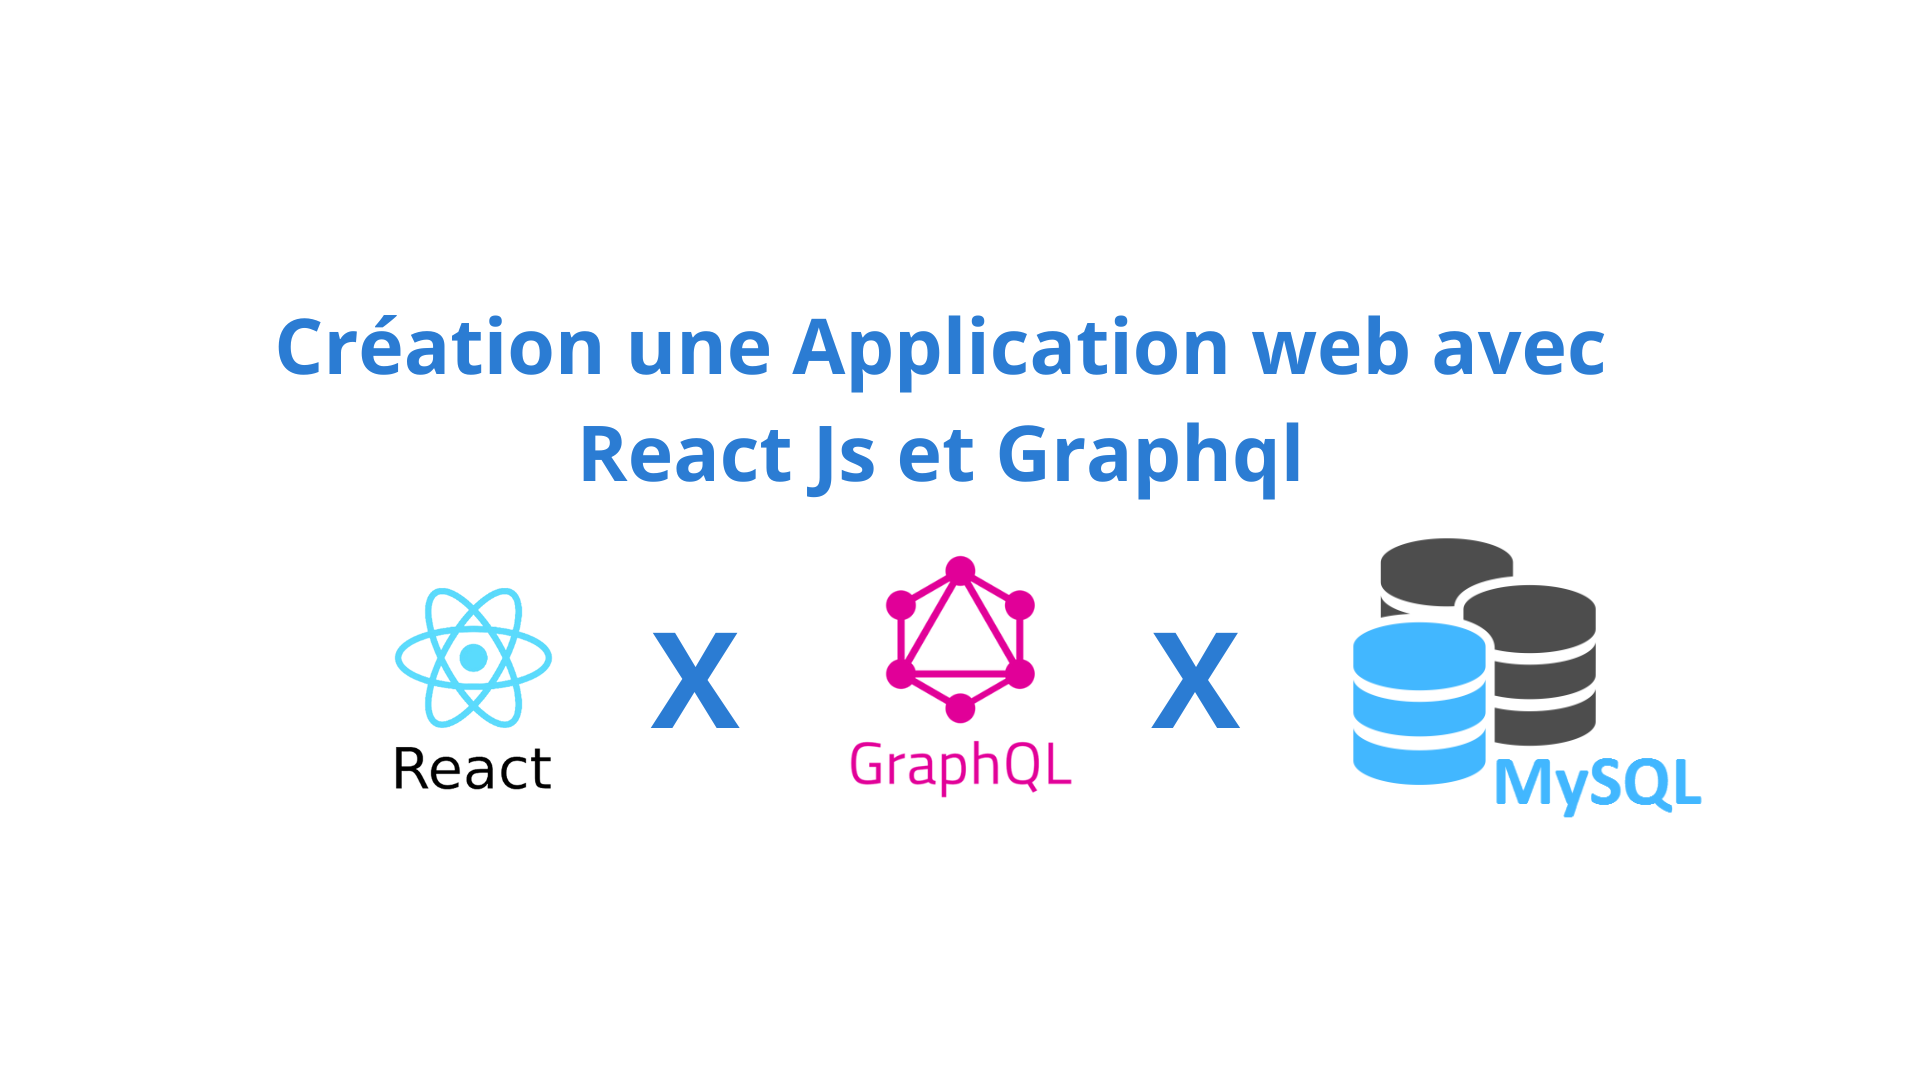 Création une Application web avec
React Js et Graphql
React
X
GraphQL
X
MySQL